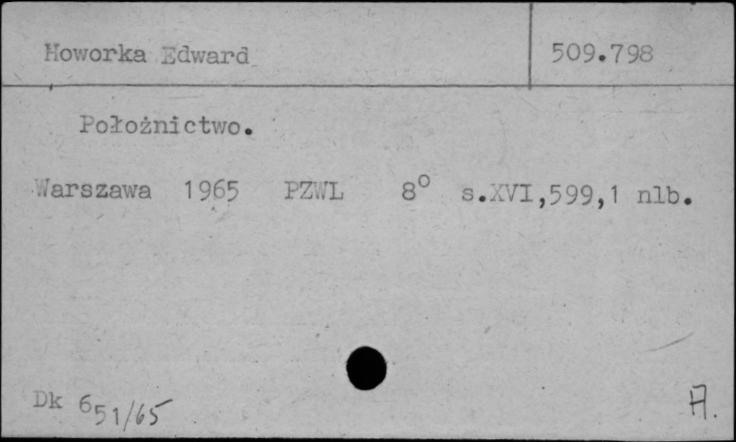 Howorka Edward 509.798
Położnictwo.
Warszawa 1965 PZWL 8° s.XVI,599,1 nlb.
Dk 651/65 A.